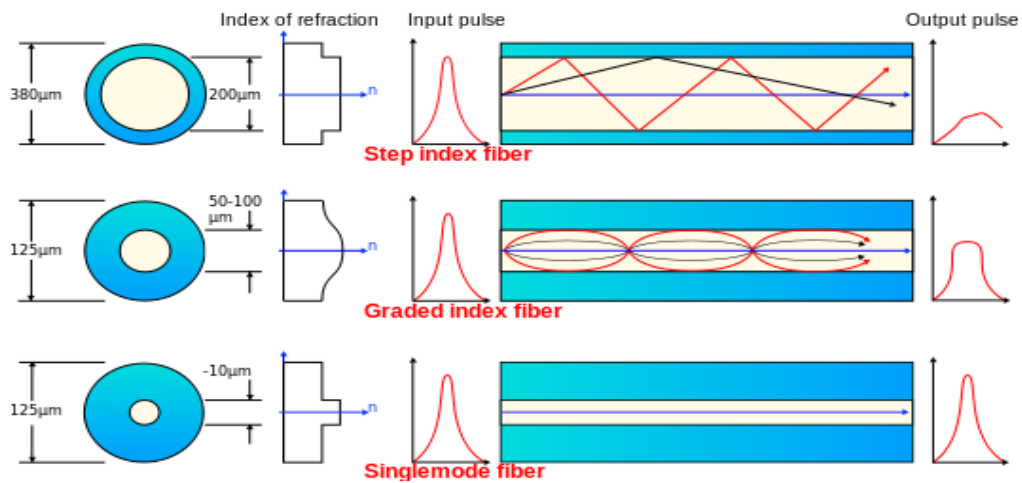 Index of refraction Input pulse Output pulse
380µm 200µm n
Step index fiber
50-100
µm
125µm n
Graded index fiber
-10µm
125µm n
Singlemode fiber